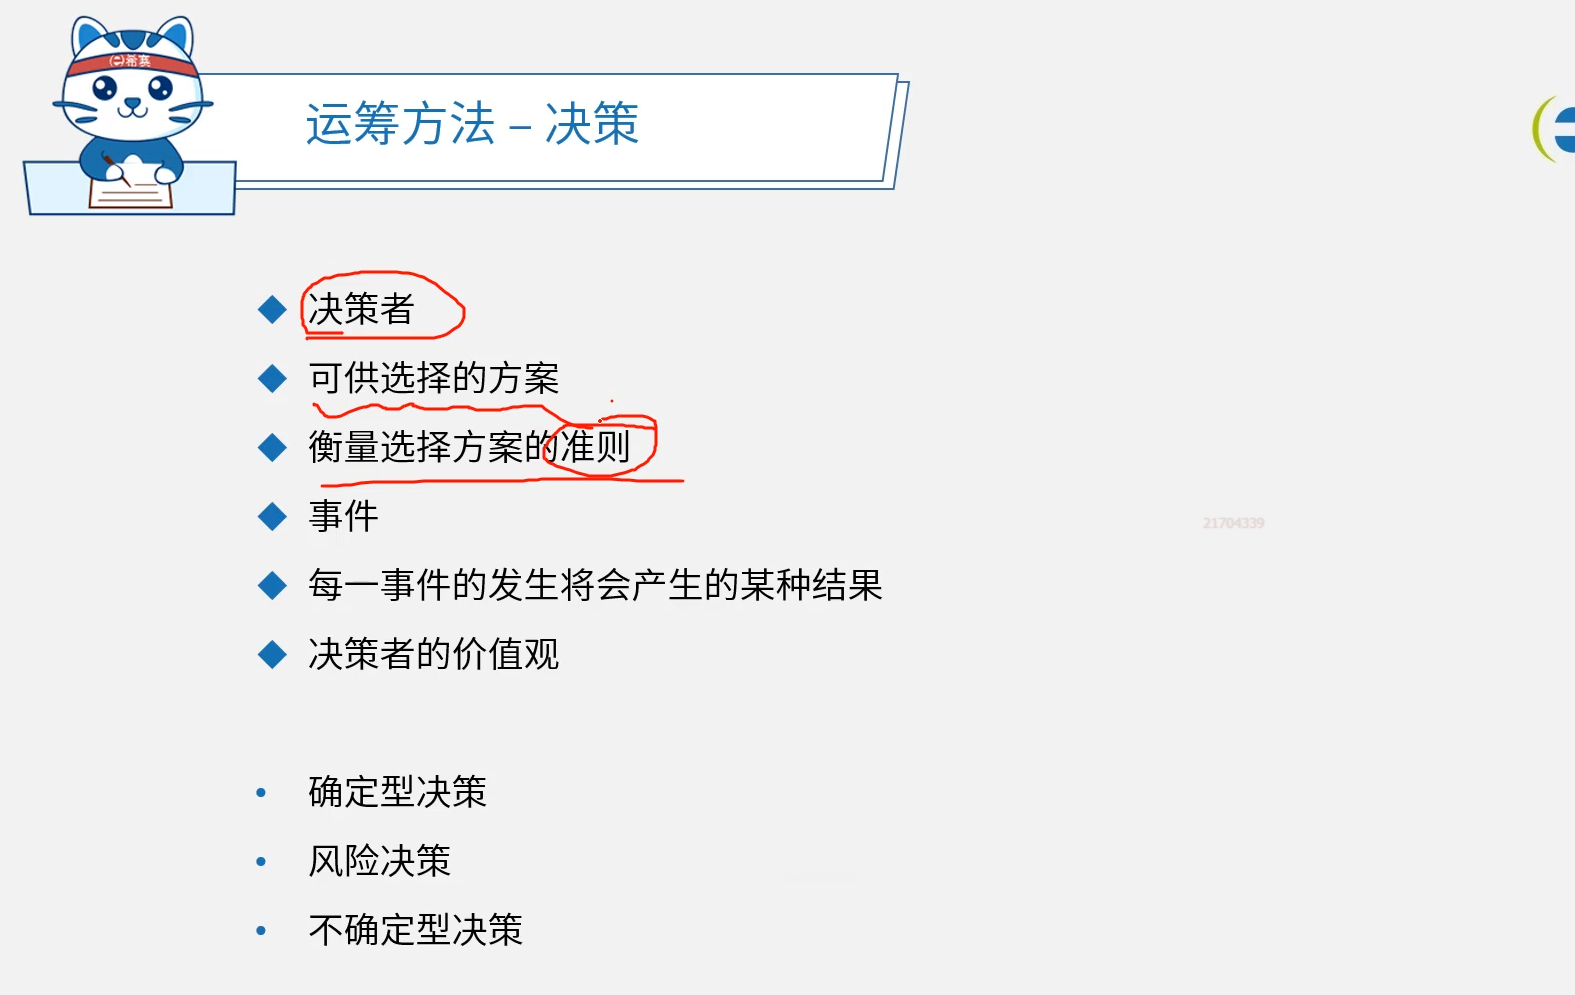 希赛
运筹方法 – 决策
决策者
可供选择的方案
衡量选择方案的准则
事件
21704339
每一事件的发生将会产生的某种结果
决策者的价值观
确定型决策
风险决策
不确定型决策